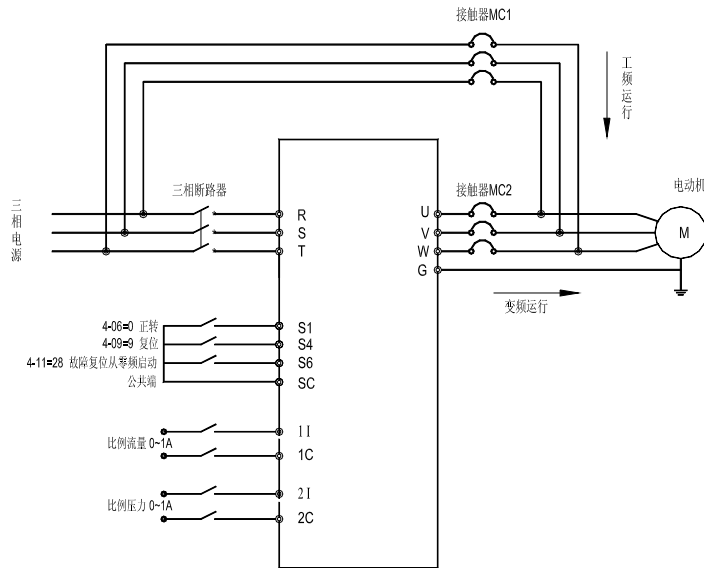 接触器MC1
工频运行
三相断路器
接触器MC2
电动机
三相电源
R
S
T
U
V
W
G
M
变频运行
4-06=0 正转
S1
4-09=9 复位
S4
4-11=28 故障复位从零频启动
S6
公共端
SC
比例流量 0~1A
1I
1C
比例压力 0~1A
2I
2C